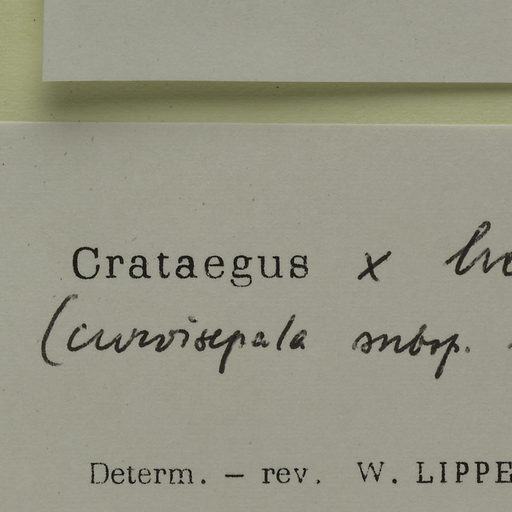 Crataegus x
(curvisepala subsp.
Determ. – rev. W. LIPPE